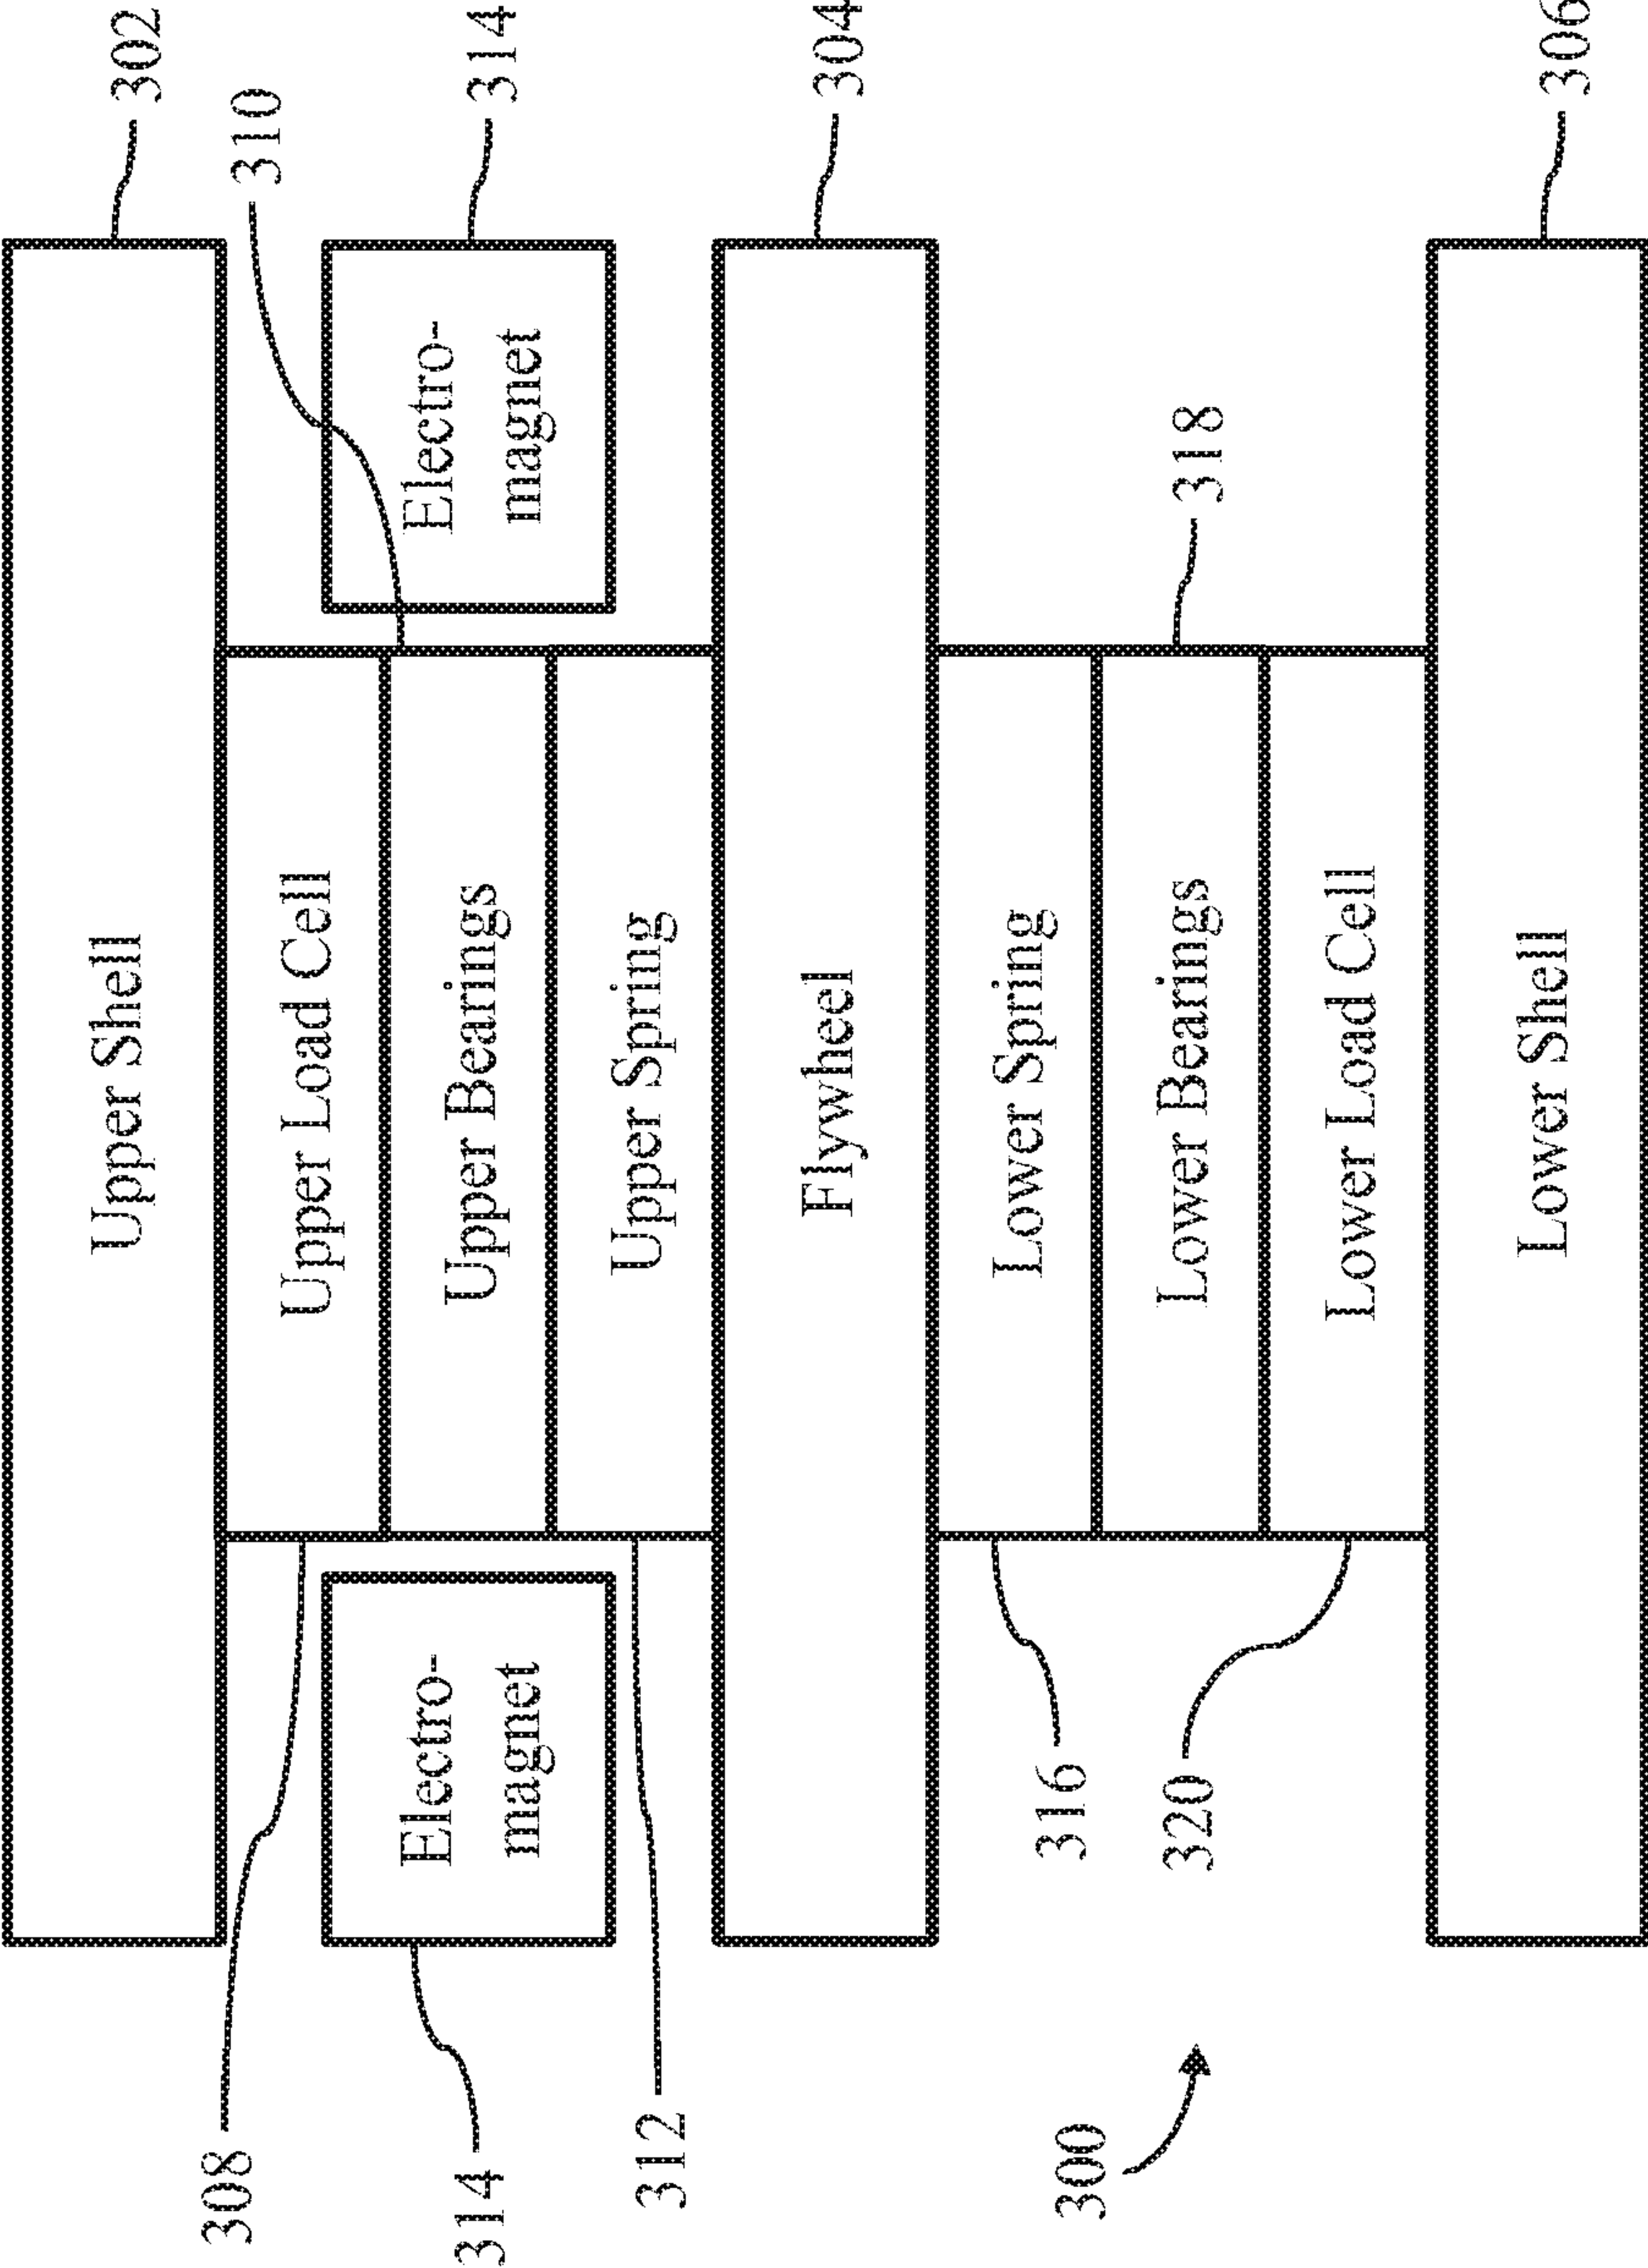 Upper Shell
302
308
310
Upper Load Cell
314
Electro-
magnet
Upper Bearings
Electro-
magnet
314
Upper Spring
312
Flywheel
304
Lower Spring
316
300
320
Lower Bearings
318
Lower Load Cell
Lower Shell
306